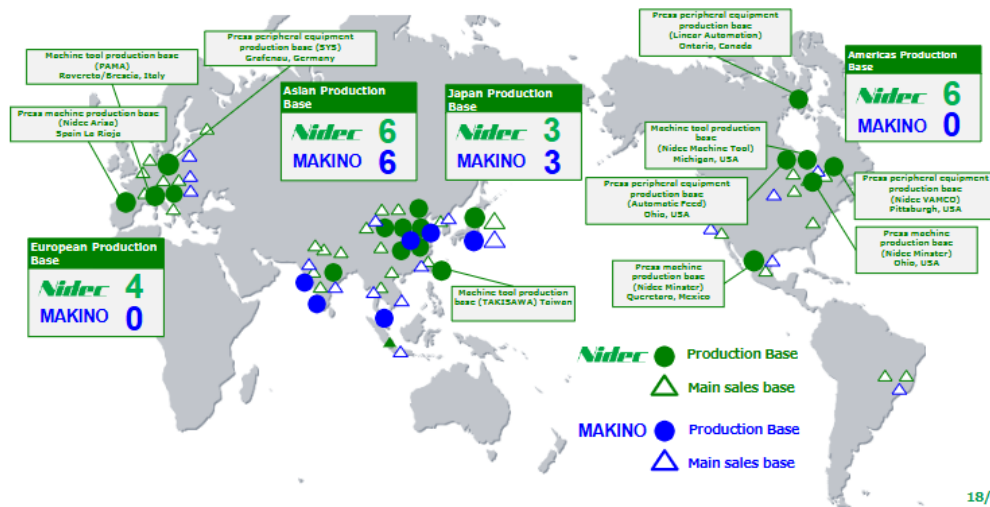 Press peripheral equipment
production base
(Linear Automation)
Ontario, Canada
Press peripheral equipment
production base (SYS)
Grafenau, Germany
Machine tool production base
(PAMA)
Rovereto/Brescia, Italy
Press machine production base
(Nidec Arisa)
Spain La Rioja
Asian Production
Base
Nidec 6
MAKINO 6
Japan Production
Base
Nidec 3
MAKINO 3
Americas Production
Base
Nidec 6
MAKINO 0
Machine tool production
base
(Nidec Machine Tool)
Michigan, USA
Press peripheral equipment
production base
(Automatic Feed)
Ohio, USA
Press peripheral equipment
production base
(Nidec VAMCO)
Pittsburgh, USA
Press machine
production base
(Nidec Minster)
Ohio, USA
Press machine
production base
(Nidec Minster)
Queretaro, Mexico
European Production
Base
Nidec 4
MAKINO 0
Machine tool production
base (TAKISAWA) Taiwan
Nidec Production Base
Main sales base
MAKINO Production Base
Main sales base
18/